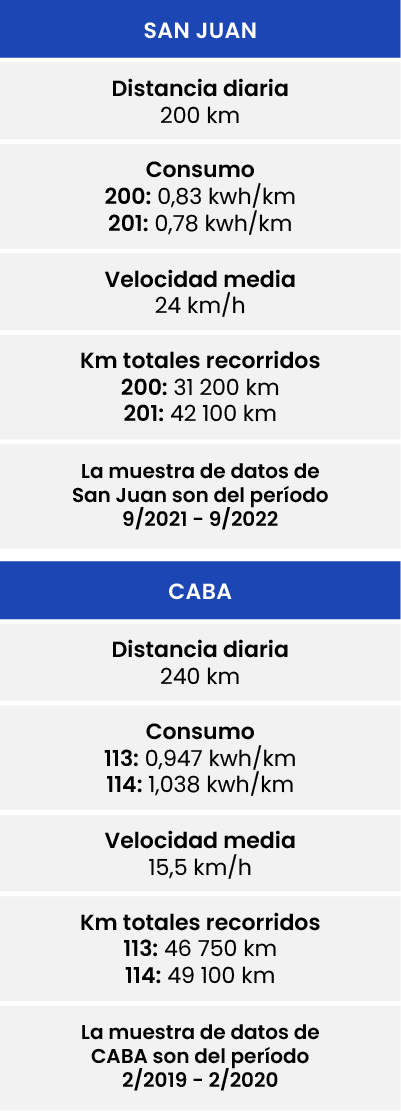 SAN JUAN
Distancia diaria
200 km
Consumo
200: 0,83 kwh/km
201: 0,78 kwh/km
Velocidad media
24 km/h
Km totales recorridos
200: 31 200 km
201: 42 100 km
La muestra de datos de
San Juan son del período
9/2021 - 9/2022
CABA
Distancia diaria
240 km
Consumo
113: 0,947 kwh/km
114: 1,038 kwh/km
Velocidad media
15,5 km/h
Km totales recorridos
113: 46 750 km
114: 49 100 km
La muestra de datos de
CABA son del período
2/2019 - 2/2020